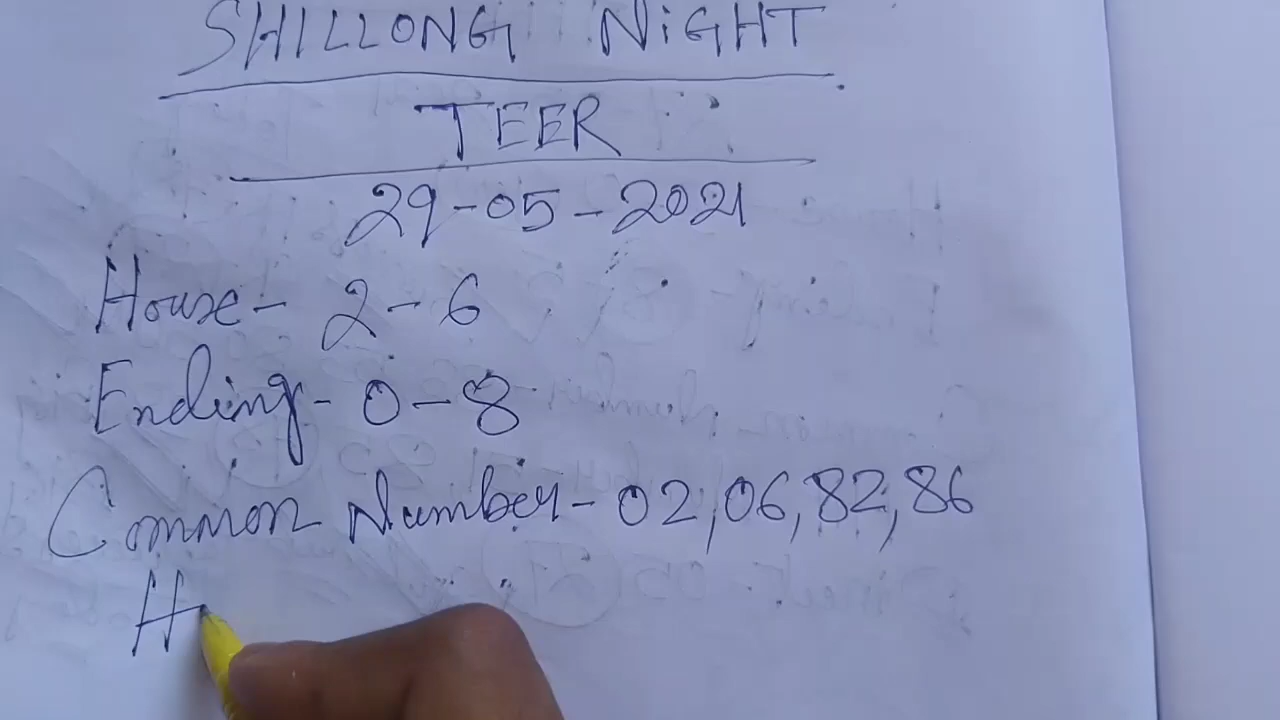 SHILLONG NiGHT
TEER
29-05-2021
House- 2-6
Ending- 0-8
Common Number- 02,06,82,86
H